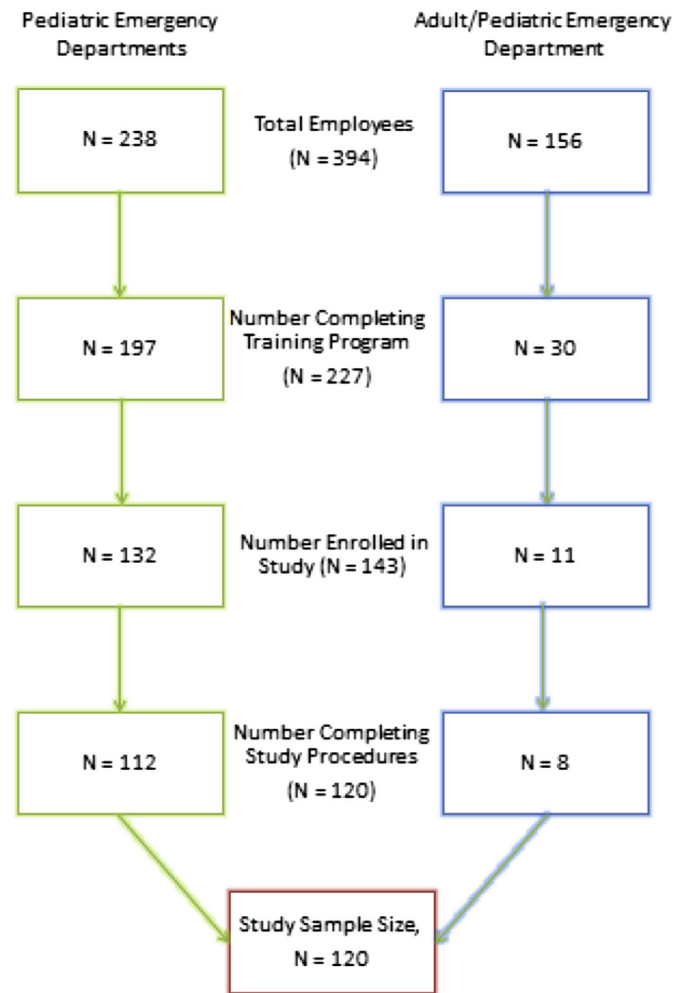 Pediatric Emergency
Departments
Adult/Pediatric Emergency
Department
N = 238
Total Employees
(N = 394)
N = 156
N = 197
Number Completing
Training Program
(N = 227)
N = 30
N = 132
Number Enrolled in
Study (N = 143)
N = 11
N = 112
Number Completing
Study Procedures
(N = 120)
N = 8
Study Sample Size,
N = 120